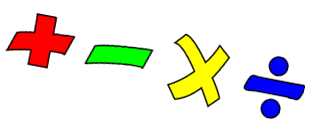 + − × ÷